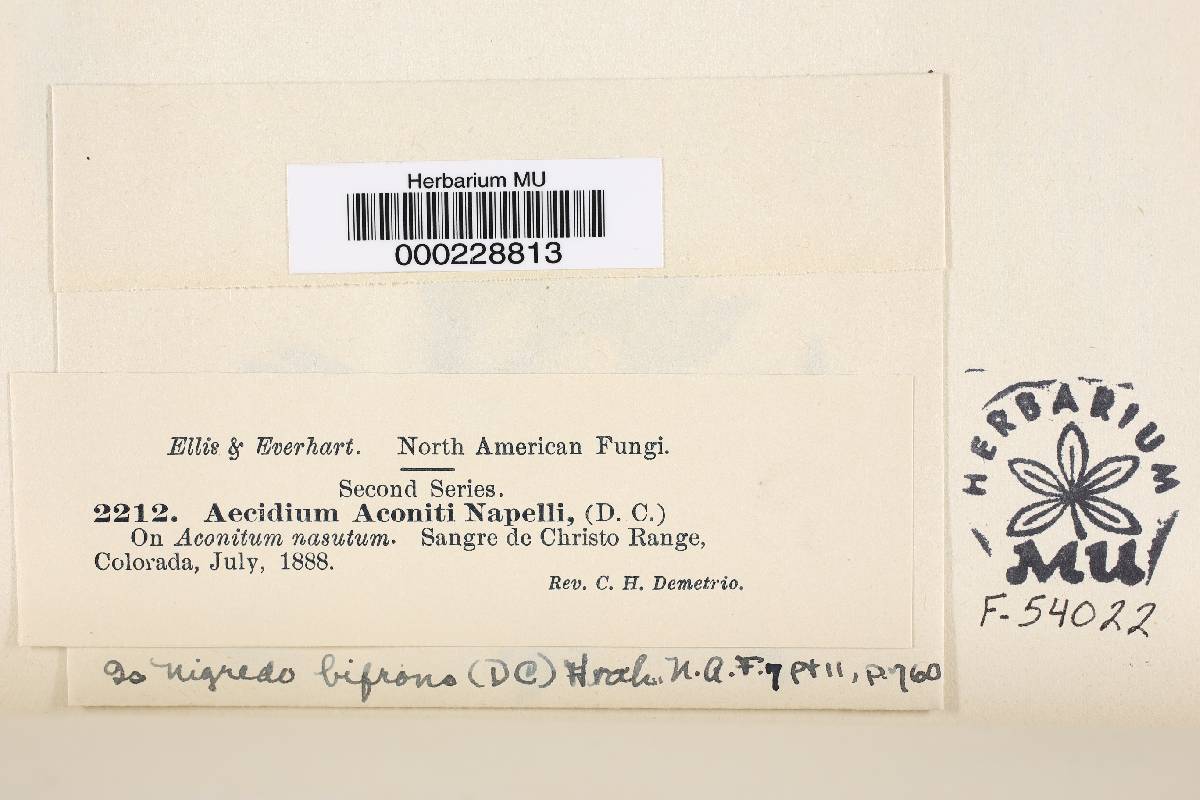 Herbarium MU
000228813
Ellis & Everhart. North American Fungi.
Second Series.
2212. Aecidium Aconiti Napelli, (D. C.)
On Aconitum nasutum. Sangre de Christo Range,
Colorada, July, 1888.
Rev. C. H. Demetrio.
HERBARIUM
MU
F-54022
Nigredo bifrons (DC) N.A.F. 7 pt 11, p. 760